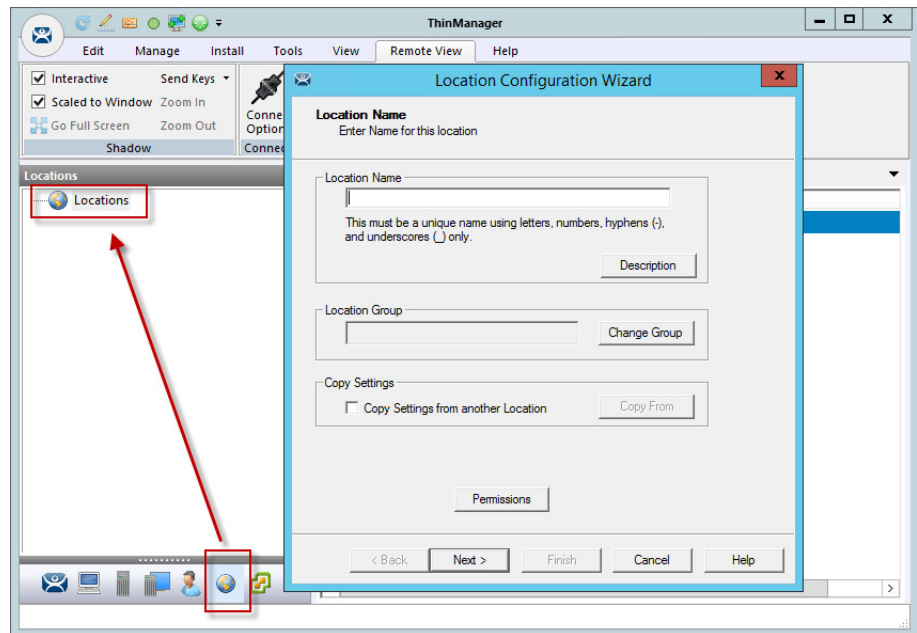 ThinManager
Edit Manage Install Tools View Remote View Help
Interactive Send Keys
Scaled to Window Zoom In
Go Full Screen Zoom Out
Shadow
Conne
Option
Connec
Location Configuration Wizard
Location Name
Enter Name for this location
Location Name
This must be a unique name using letters, numbers, hyphens (-),
and underscores (_) only.
Description
Location Group
Change Group
Copy Settings
Copy Settings from another Location Copy From
Permissions
< Back Next > Finish Cancel Help
Locations
Locations